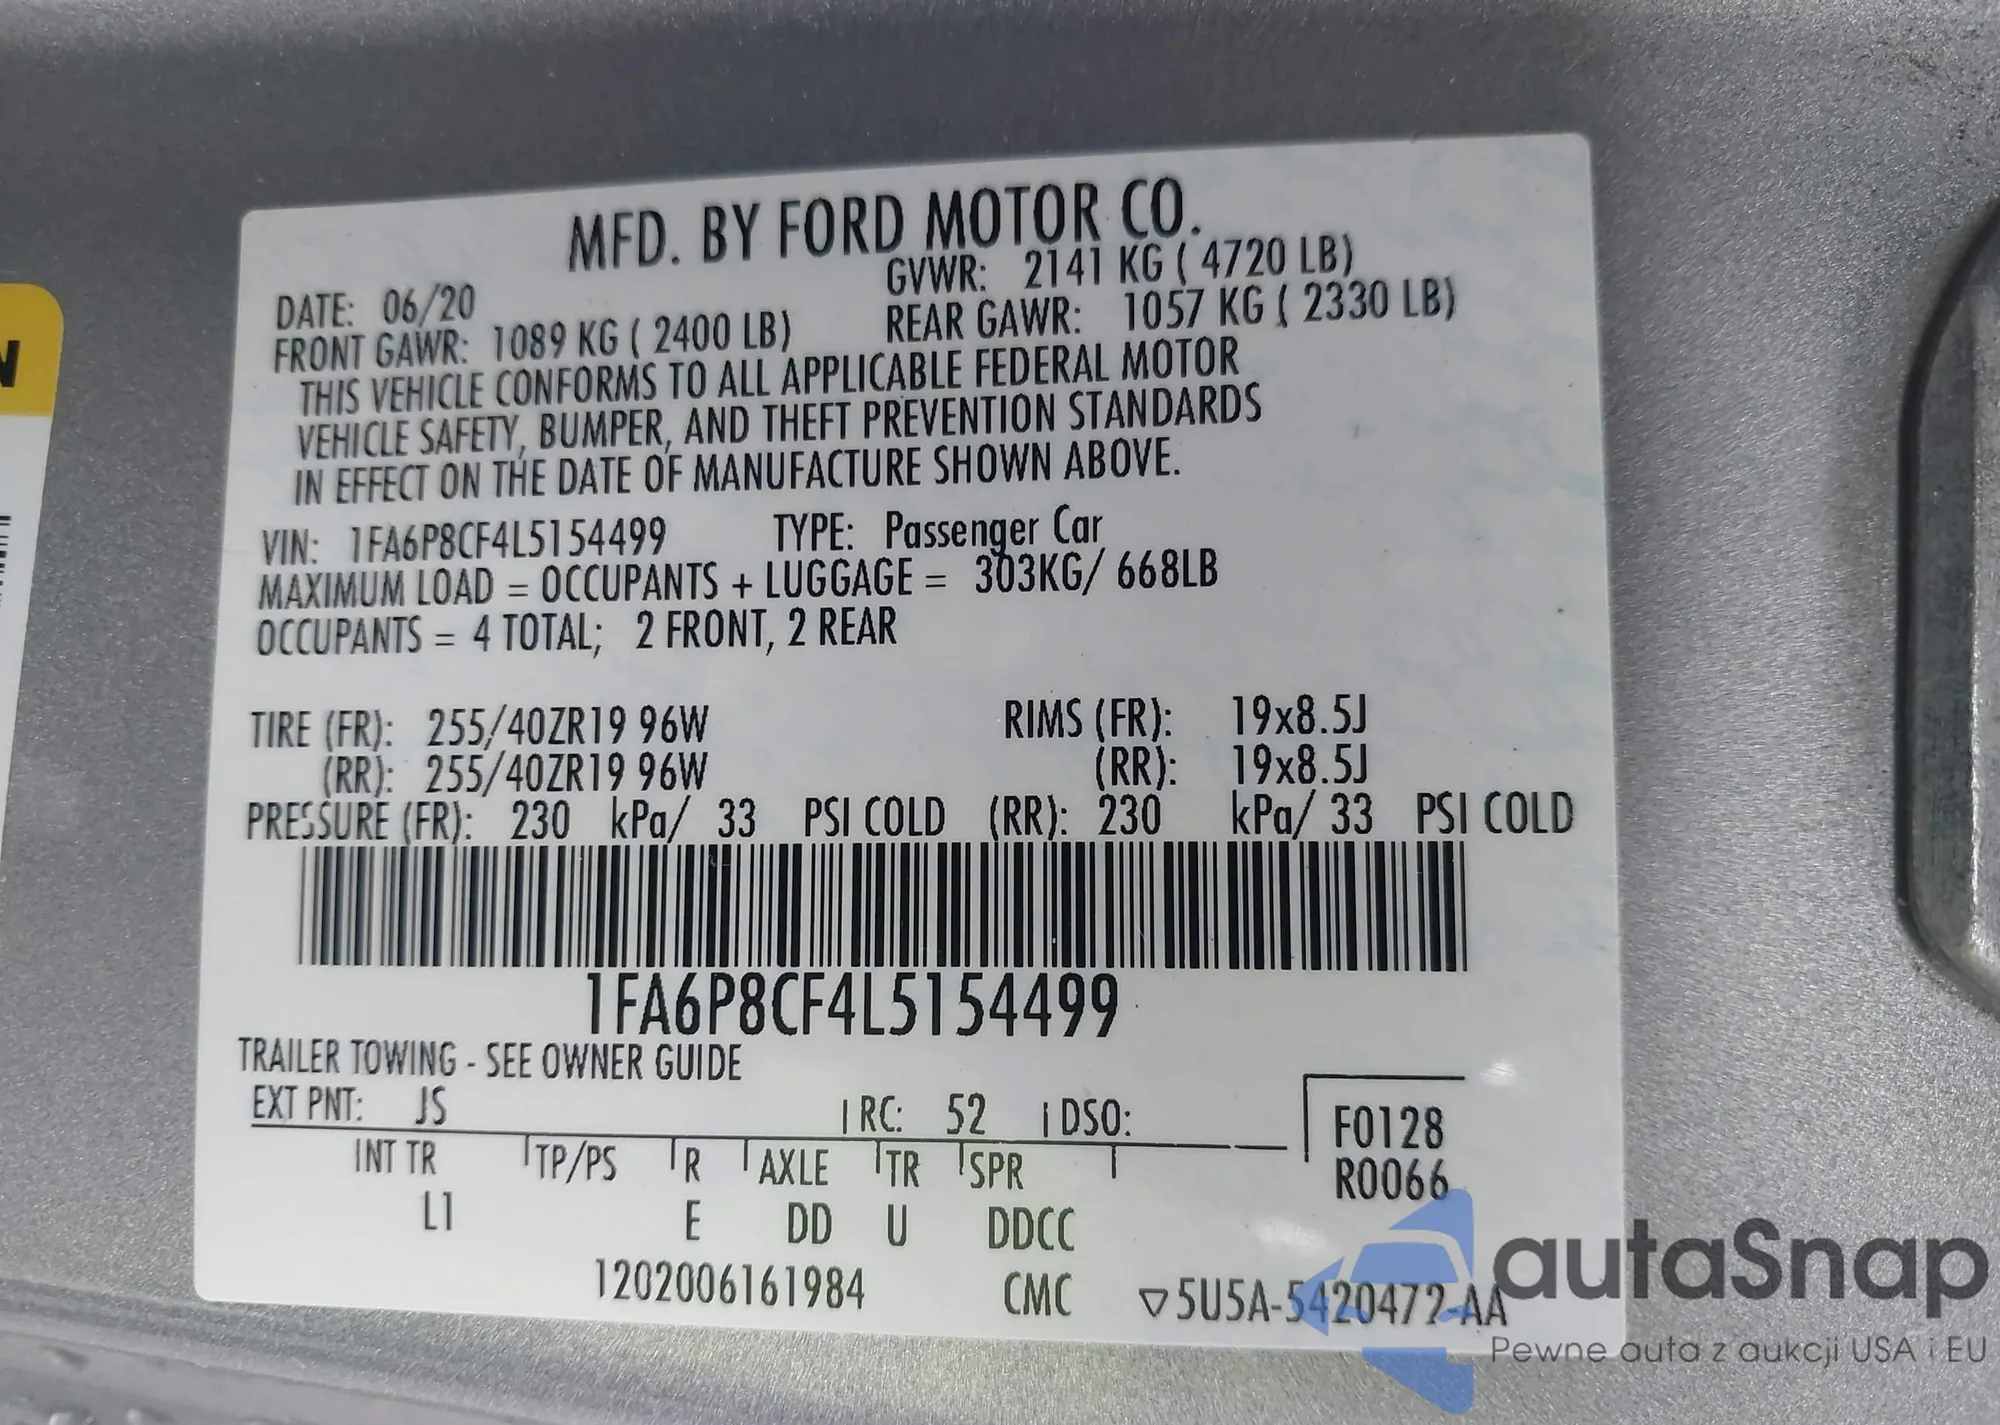 MFD. BY FORD MOTOR CO.
DATE: 06/20 GVWR: 2141 KG ( 4720 LB)
FRONT GAWR: 1089 KG ( 2400 LB) REAR GAWR: 1057 KG ( 2330 LB)
THIS VEHICLE CONFORMS TO ALL APPLICABLE FEDERAL MOTOR
VEHICLE SAFETY, BUMPER, AND THEFT PREVENTION STANDARDS
IN EFFECT ON THE DATE OF MANUFACTURE SHOWN ABOVE.
VIN: 1FA6P8CF4L5154499 TYPE: Passenger Car
MAXIMUM LOAD = OCCUPANTS + LUGGAGE = 303KG/ 668LB
OCCUPANTS = 4 TOTAL; 2 FRONT, 2 REAR
TIRE (FR): 255/40ZR19 96W RIMS (FR): 19x8.5J
(RR): 255/40ZR19 96W (RR): 19x8.5J
PRESSURE (FR): 230 kPa/ 33 PSI COLD (RR): 230 kPa/ 33 PSI COLD
1FA6P8CF4L5154499
TRAILER TOWING - SEE OWNER GUIDE
EXT PNT: JS RC: 52 DSO: F0128
R0066
INT TR TP/PS R AXLE TR SPR
L1 E DD U DDCC
1202006161984 CMC ▽5U5A-5420472-AA
N
autaSnap
Pewne auta z aukcji USA i EU